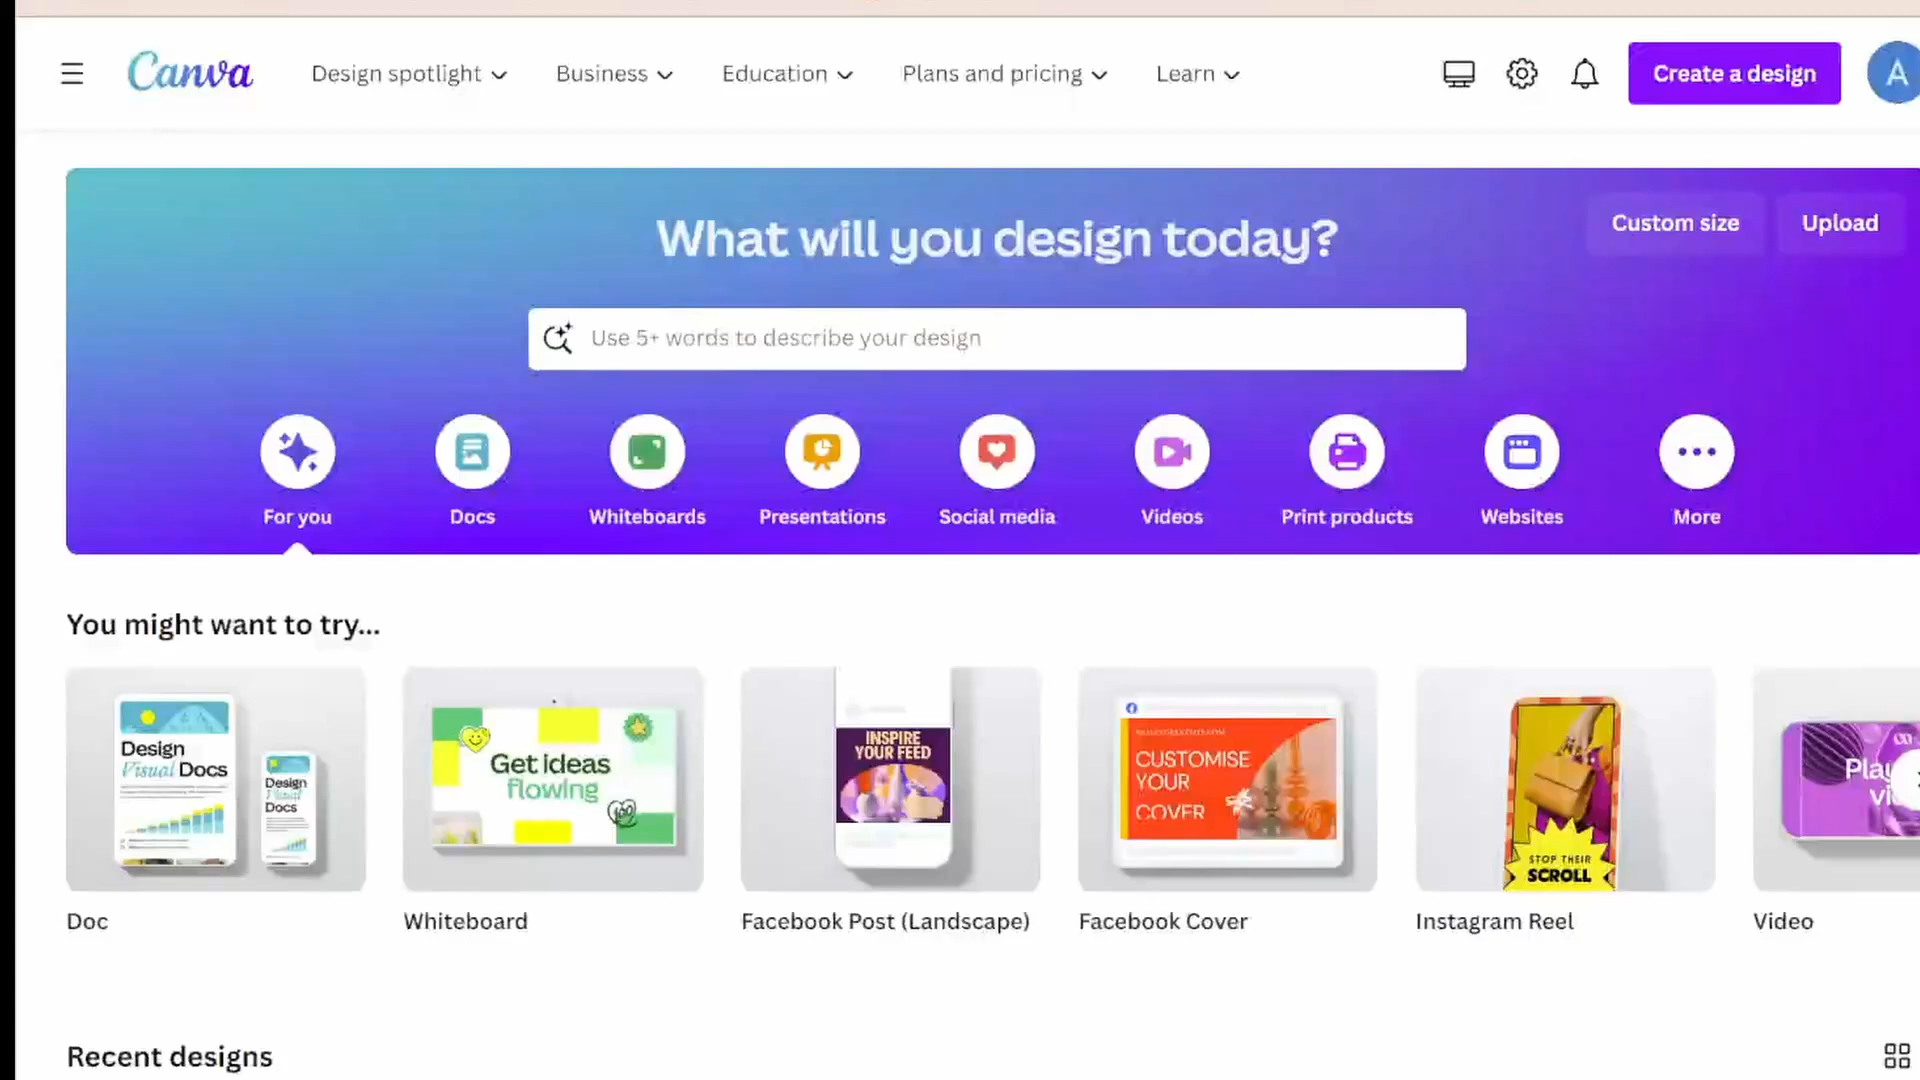 Canva
Design spotlight
Business
Education
Plans and pricing
Learn
Create a design
A
What will you design today?
Custom size
Upload
Use 5+ words to describe your design
For you
Docs
Whiteboards
Presentations
Social media
Videos
Print products
Websites
More
You might want to try...
Design
Visual Docs
Design
Visual
Docs
Get ideas
flowing
100
INSPIRE
YOUR FEED
CUSTOMISE
YOUR
COVER
STOP THEIR
SCROLL
Doc
Whiteboard
Facebook Post (Landscape)
Facebook Cover
Instagram Reel
Video
Recent designs